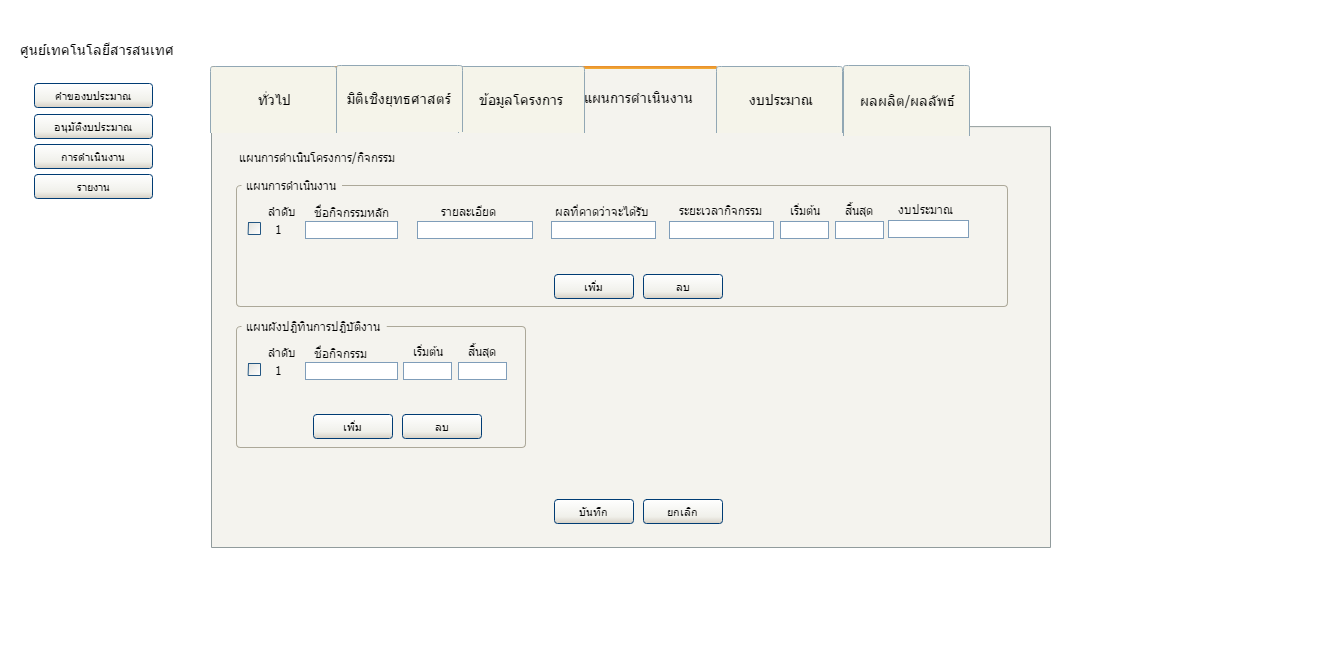 ศูนย์เทคโนโลยีสารสนเทศ
คำของบประมาณ
อนุมัติงบประมาณ
การดำเนินงาน
รายงาน
ทั่วไป มิติเชิงยุทธศาสตร์ ข้อมูลโครงการ แผนการดำเนินงาน งบประมาณ ผลผลิต/ผลลัพธ์
แผนการดำเนินโครงการ/กิจกรรม
แผนการดำเนินงาน
ลำดับ ชื่อกิจกรรมหลัก รายละเอียด ผลที่คาดว่าจะได้รับ ระยะเวลากิจกรรม เริ่มต้น สิ้นสุด งบประมาณ
1
เพิ่ม ลบ
แผนผังปฏิทินการปฏิบัติงาน
ลำดับ ชื่อกิจกรรม เริ่มต้น สิ้นสุด
1
เพิ่ม ลบ
บันทึก ยกเลิก